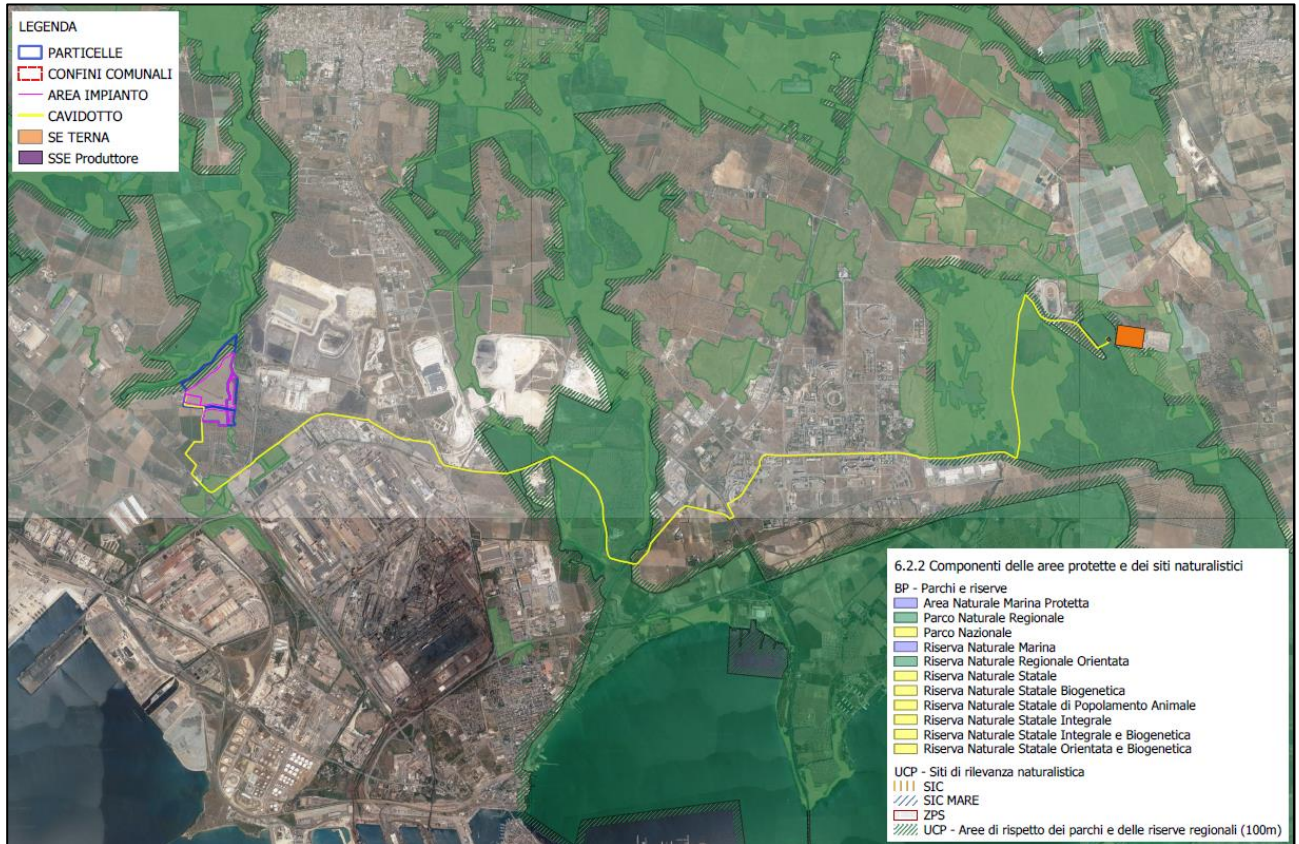 LEGENDA
PARTICELLE
CONFINI COMUNALI
AREA IMPIANTO
CAVIDOTTO
SE TERNA
SSE Produttore
6.2.2 Componenti delle aree protette e dei siti naturalistici
BP - Parchi e riserve
Area Naturale Marina Protetta
Parco Naturale Regionale
Parco Nazionale
Riserva Naturale Marina
Riserva Naturale Regionale Orientata
Riserva Naturale Statale
Riserva Naturale Statale Biogenetica
Riserva Naturale Statale di Popolamento Animale
Riserva Naturale Statale Integrale
Riserva Naturale Statale Integrale e Biogenetica
Riserva Naturale Statale Orientata e Biogenetica
UCP - Siti di rilevanza naturalistica
SIC
SIC MARE
ZPS
UCP - Aree di rispetto dei parchi e delle riserve regionali (100m)